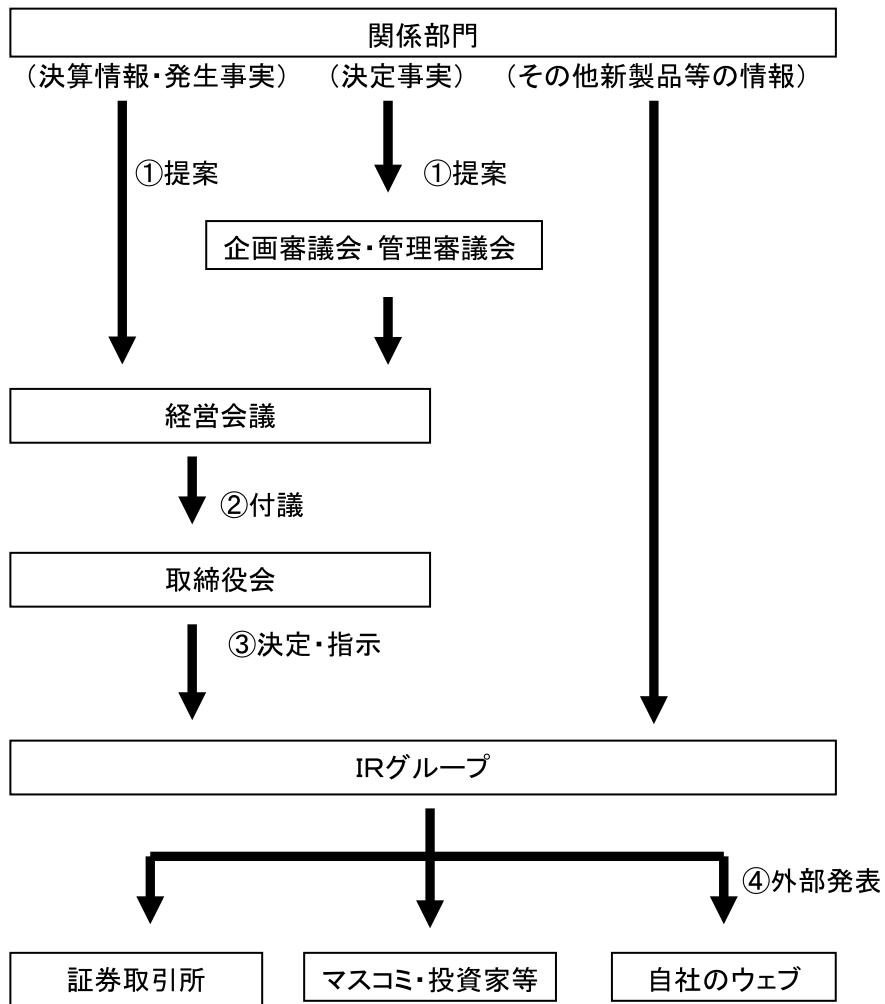 関係部門
（決算情報・発生事実） （決定事実） （その他新製品等の情報）
①提案 ①提案
企画審議会・管理審議会
経営会議
②付議
取締役会
③決定・指示
IRグループ
④外部発表
証券取引所 マスコミ・投資家等 自社のウェブ